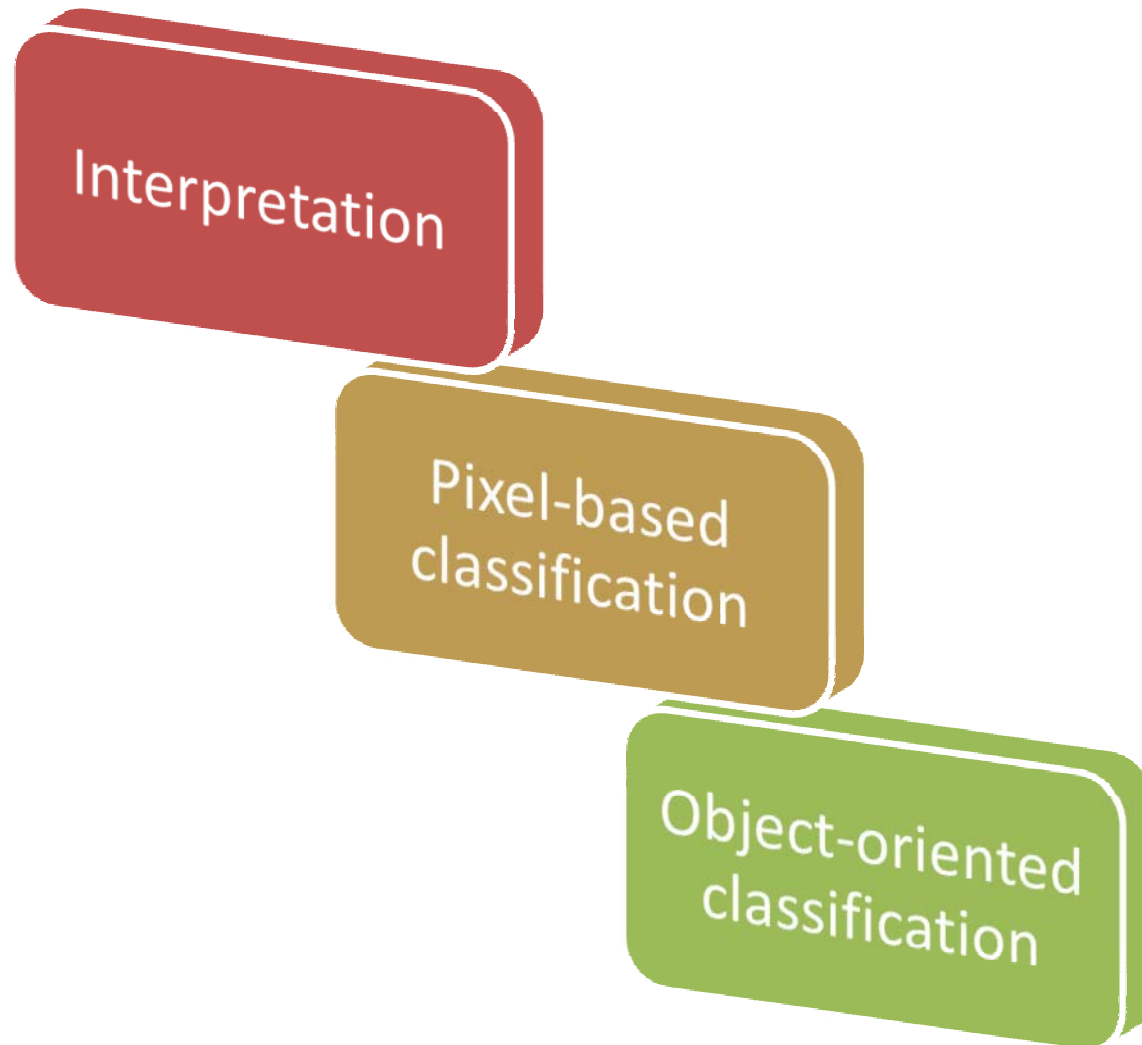 Interpretation
Pixel-based
classification
Object-oriented
classification